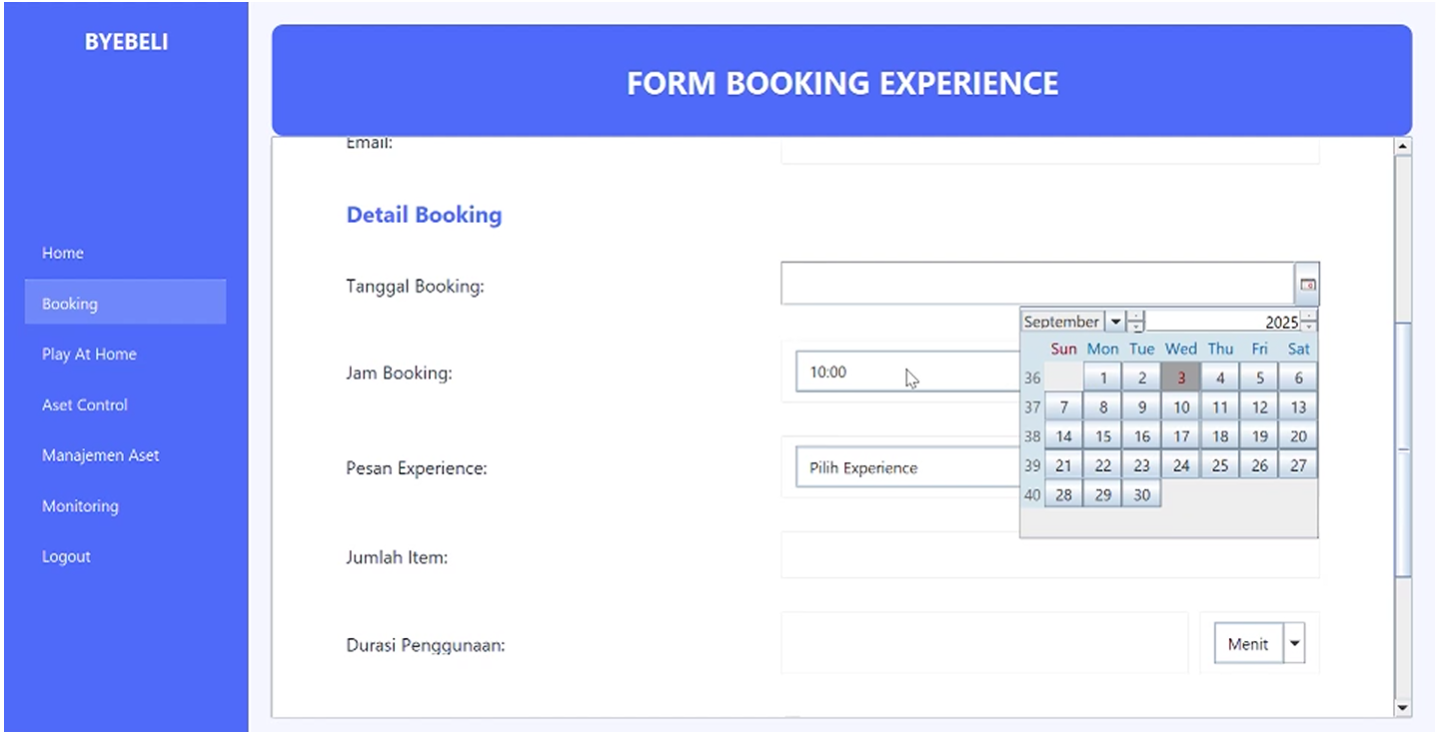 BYEBELI
Home
Booking
Play At Home
Aset Control
Manajemen Aset
Monitoring
Logout
FORM BOOKING EXPERIENCE
Email:
Detail Booking
Tanggal Booking:
September 2025
Sun Mon Tue Wed Thu Fri Sat
36 1 2 3 4 5 6
37 7 8 9 10 11 12 13
38 14 15 16 17 18 19 20
39 21 22 23 24 25 26 27
40 28 29 30
Jam Booking: 10:00
Pesan Experience: Pilih Experience
Jumlah Item:
Durasi Penggunaan: Menit